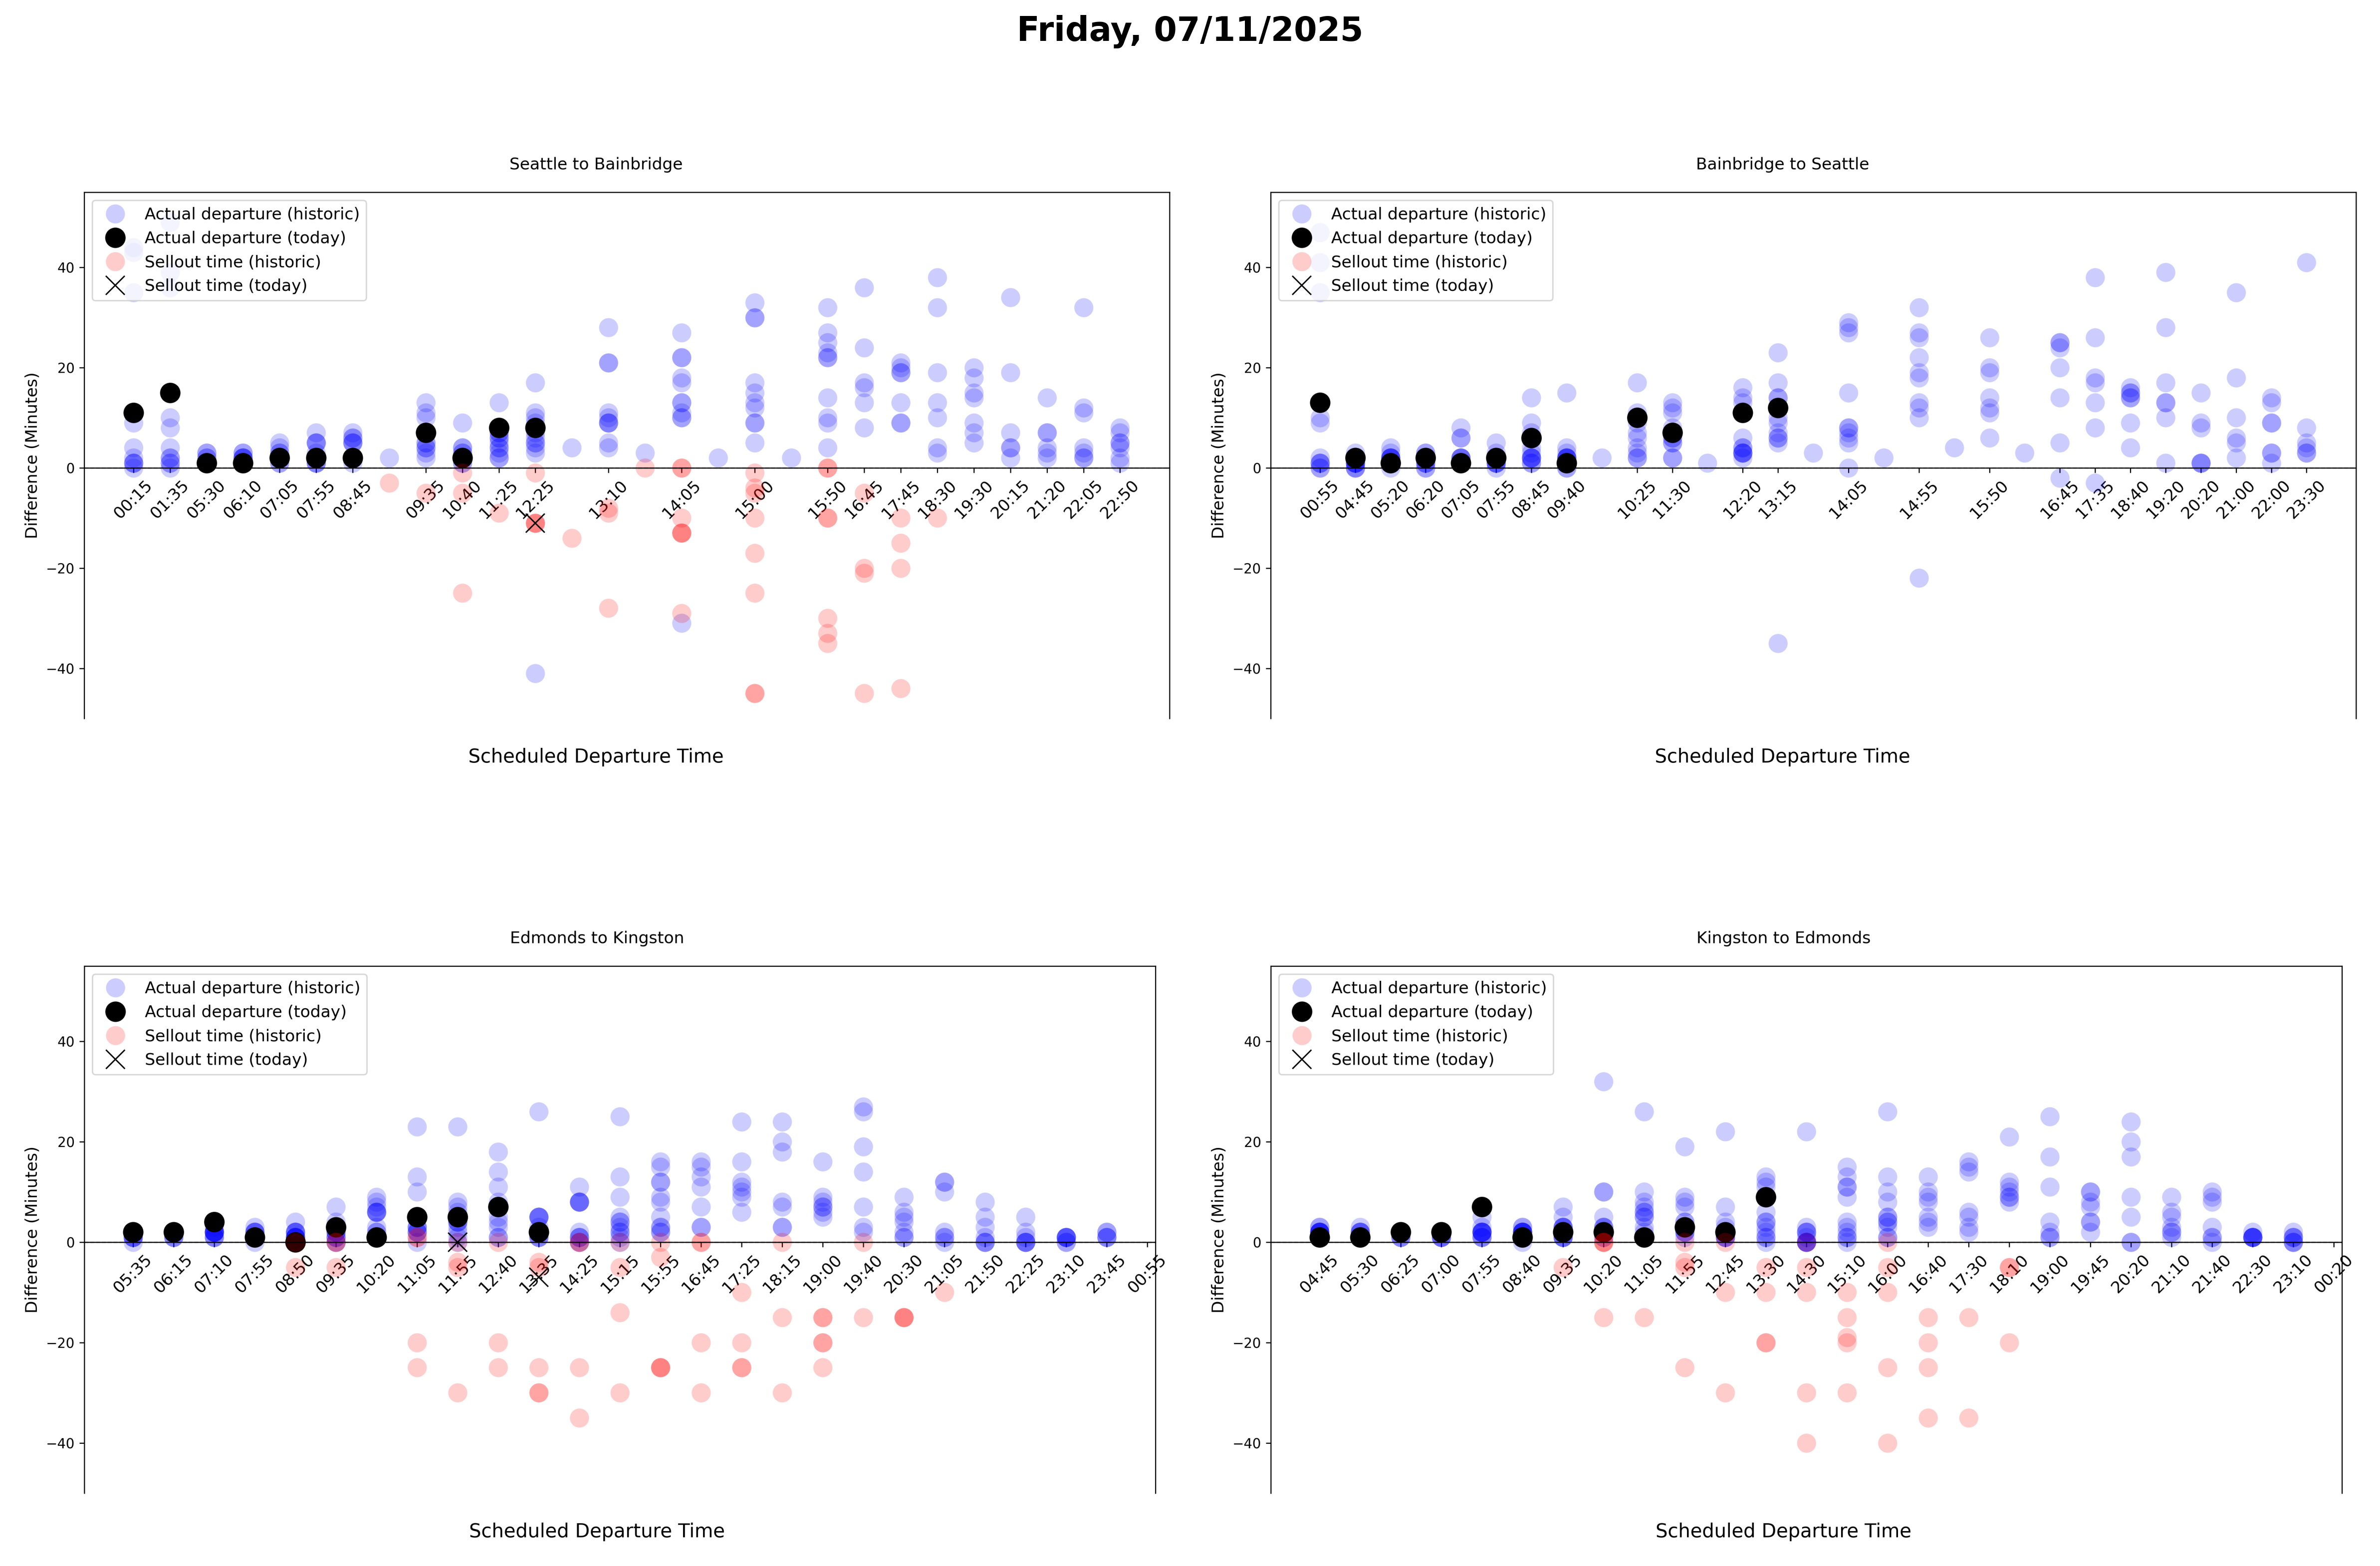 Friday, 07/11/2025
Seattle to Bainbridge
Actual departure (historic)
Actual departure (today)
Sellout time (historic)
Sellout time (today)
Difference (Minutes)
40
20
0
−20
−40
00:15 01:35 05:30 06:10 07:05 07:55 08:45 09:35 10:40 11:25 12:25 13:10 14:05 15:00 15:50 16:45 17:45 18:30 19:30 20:15 21:20 22:05 22:50
Scheduled Departure Time
Bainbridge to Seattle
Actual departure (historic)
Actual departure (today)
Sellout time (historic)
Sellout time (today)
Difference (Minutes)
40
20
0
−20
−40
00:55 04:45 05:20 06:20 07:05 07:55 08:45 09:40 10:25 11:30 12:20 13:15 14:05 14:55 15:50 16:45 17:35 18:40 19:20 20:20 21:00 22:00 23:30
Scheduled Departure Time
Edmonds to Kingston
Actual departure (historic)
Actual departure (today)
Sellout time (historic)
Sellout time (today)
Difference (Minutes)
40
20
0
−20
−40
05:35 06:15 07:10 07:55 08:50 09:35 10:20 11:05 11:55 12:40 13:35 14:25 15:15 15:55 16:45 17:25 18:15 19:00 19:40 20:30 21:05 21:50 22:25 23:10 23:45 00:55
Scheduled Departure Time
Kingston to Edmonds
Actual departure (historic)
Actual departure (today)
Sellout time (historic)
Sellout time (today)
Difference (Minutes)
40
20
0
−20
−40
04:45 05:30 06:25 07:00 07:55 08:40 09:35 10:20 11:05 11:55 12:45 13:30 14:30 15:10 16:00 16:40 17:30 18:10 19:00 19:45 20:20 21:10 21:40 22:30 23:10 00:20
Scheduled Departure Time